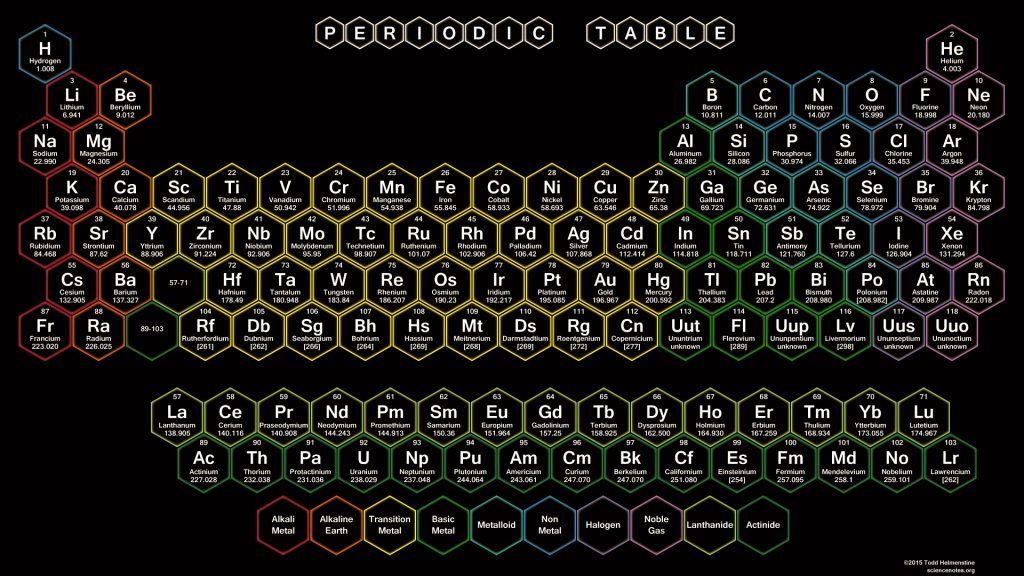 PERIODIC TABLE
1 2
H He
Hydrogen Helium
1.008 4.003
3 4 5 6 7 8 9 10
Li Be B C N O F Ne
Lithium Beryllium Boron Carbon Nitrogen Oxygen Fluorine Neon
6.941 9.012 10.811 12.011 14.007 15.999 18.998 20.180
11 12 13 14 15 16 17 18
Na Mg Al Si P S Cl Ar
Sodium Magnesium Aluminum Silicon Phosphorus Sulfur Chlorine Argon
22.990 24.305 26.982 28.086 30.974 32.066 35.453 39.948
19 20 21 22 23 24 25 26 27 28 29 30 31 32 33 34 35 36
K Ca Sc Ti V Cr Mn Fe Co Ni Cu Zn Ga Ge As Se Br Kr
Potassium Calcium Scandium Titanium Vanadium Chromium Manganese Iron Cobalt Nickel Copper Zinc Gallium Germanium Arsenic Selenium Bromine Krypton
39.098 40.078 44.956 47.88 50.942 51.996 54.938 55.845 58.933 58.693 63.546 65.38 69.723 72.631 74.922 78.972 79.904 84.798
37 38 39 40 41 42 43 44 45 46 47 48 49 50 51 52 53 54
Rb Sr Y Zr Nb Mo Tc Ru Rh Pd Ag Cd In Sn Sb Te I Xe
Rubidium Strontium Yttrium Zirconium Niobium Molybdenum Technetium Ruthenium Rhodium Palladium Silver Cadmium Indium Tin Antimony Tellurium Iodine Xenon
84.468 87.62 88.906 91.224 92.906 95.95 98.907 101.07 102.906 106.42 107.868 112.414 114.818 118.711 121.760 127.6 126.904 131.294
55 56 57-71 72 73 74 75 76 77 78 79 80 81 82 83 84 85 86
Cs Ba Hf Ta W Re Os Ir Pt Au Hg Tl Pb Bi Po At Rn
Cesium Barium Hafnium Tantalum Tungsten Rhenium Osmium Iridium Platinum Gold Mercury Thallium Lead Bismuth Polonium Astatine Radon
132.905 137.327 178.49 180.948 183.84 186.207 190.23 192.217 195.085 196.967 200.592 204.383 207.2 208.980 [208.982] 209.987 222.018
87 88 89-103 104 105 106 107 108 109 110 111 112 113 114 115 116 117 118
Fr Ra Rf Db Sg Bh Hs Mt Ds Rg Cn Uut Fl Uup Lv Uus Uuo
Francium Radium Rutherfordium Dubnium Seaborgium Bohrium Hassium Meitnerium Darmstadtium Roentgenium Copernicium Ununtrium Flerovium Ununpentium Livermorium Ununseptium Ununoctium
223.020 226.025 [261] [262] [266] [264] [269] [268] [269] [272] [277] unknown [289] unknown [298] unknown unknown
57 58 59 60 61 62 63 64 65 66 67 68 69 70 71
La Ce Pr Nd Pm Sm Eu Gd Tb Dy Ho Er Tm Yb Lu
Lanthanum Cerium Praseodymium Neodymium Promethium Samarium Europium Gadolinium Terbium Dysprosium Holmium Erbium Thulium Ytterbium Lutetium
138.905 140.116 140.908 144.243 144.913 150.36 151.964 157.25 158.925 162.500 164.930 167.259 168.934 173.055 174.967
89 90 91 92 93 94 95 96 97 98 99 100 101 102 103
Ac Th Pa U Np Pu Am Cm Bk Cf Es Fm Md No Lr
Actinium Thorium Protactinium Uranium Neptunium Plutonium Americium Curium Berkelium Californium Einsteinium Fermium Mendelevium Nobelium Lawrencium
227.028 232.038 231.036 238.029 237.048 244.064 243.061 247.070 247.070 251.080 [254] 257.095 258.1 259.101 [262]
Alkali Metal
Alkaline Earth
Transition Metal
Basic Metal
Metalloid
Non Metal
Halogen
Noble Gas
Lanthanide
Actinide
©2015 Todd Helmenstine
sciencenotes.org